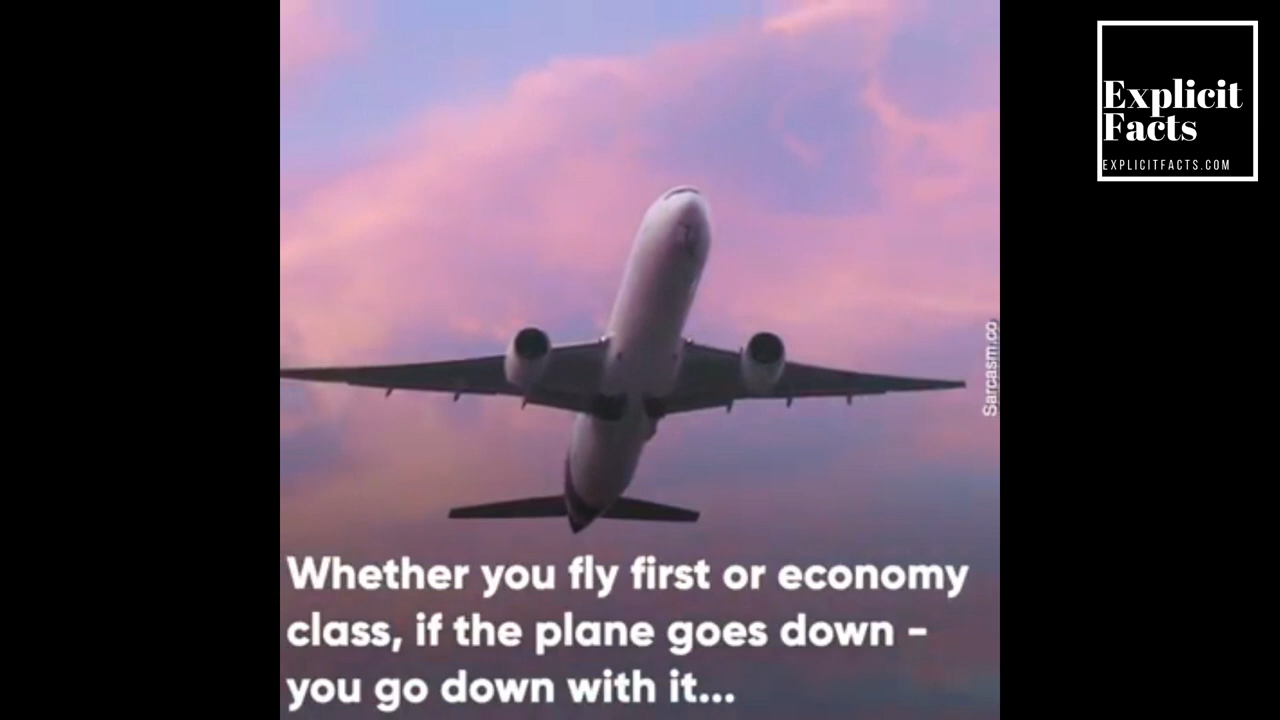 Explicit
Facts
EXPLICITFACTS.COM
Sarcasm.co
Whether you fly first or economy
class, if the plane goes down -
you go down with it...